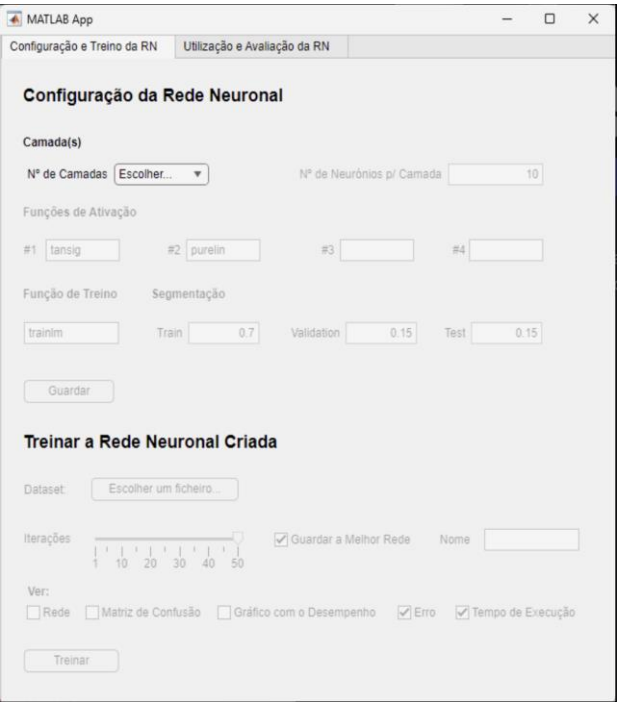 MATLAB App
Configuração e Treino da RN Utilização e Avaliação da RN
Configuração da Rede Neuronal
Camada(s)
Nº de Camadas Escolher... Nº de Neurónios p/ Camada 10
Funções de Ativação
#1 tansig #2 purelin #3 #4
Função de Treino Segmentação
trainlm Train 0.7 Validation 0.15 Test 0.15
Guardar
Treinar a Rede Neuronal Criada
Dataset: Escolher um ficheiro...
Iterações Guardar a Melhor Rede Nome
1 10 20 30 40 50
Ver:
Rede Matriz de Confusão Gráfico com o Desempenho Erro Tempo de Execução
Treinar